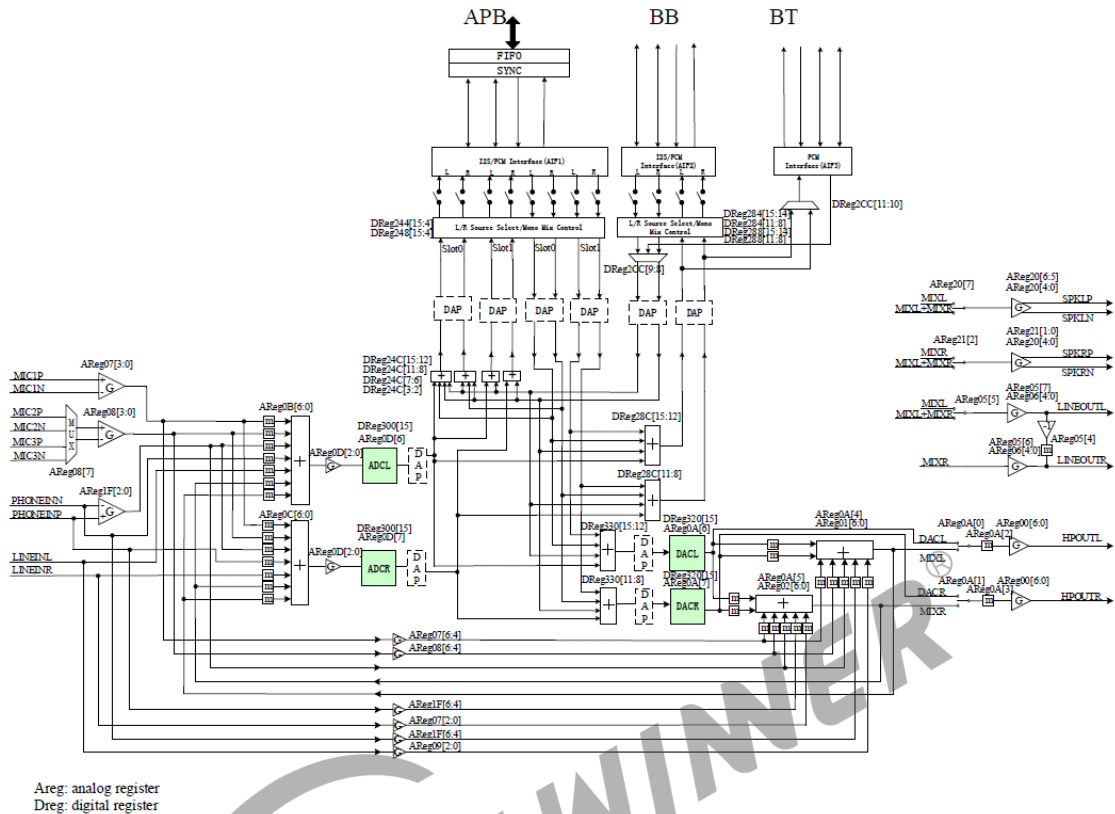 APB BB BT
FIFO
SYNC
I2S/PCM Interface(AIF1)
L R L R L R L R
I2S/PCM
Interface(AIF2)
L R L R
PCM
Interface(AIF3)
DReg2CC[11:10]
DReg244[15:4]
DReg248[15:4]
L/R Source Select/Mono Mix Control
DReg284[15:14]
DReg284[11:8]
DReg288[15:14]
DReg288[11:8]
L/R Source Select/Mono
Mix Control
Slot0 Slot1 Slot0 Slot1
DReg2CC[9:8]
DAP DAP DAP DAP DAP DAP
DReg24C[15:12]
DReg24C[11:8]
DReg24C[7:6]
DReg24C[3:2]
+ + + +
AReg20[7]
AReg20[6:5]
AReg20[4:0]
MIXL
MIXL+MIXR
G
SPKLP
SPKLN
AReg21[2]
AReg21[1:0]
AReg20[4:0]
MIXR
MIXL+MIXR
G
SPKRP
SPKRN
AReg05[7]
AReg06[4:0]
MIXL
MIXL+MIXR
AReg05[5]
G
LINEOUTL
-1
AReg05[6]
AReg06[4:0]
AReg05[4]
m
MIXR
G
LINEOUTR
AReg07[3:0]
MIC1P
MIC1N
+
-
G
MIC2P
MIC2N
MIC3P
MIC3N
MUX
AReg08[3:0]
+
-
G
AReg08[7]
AReg1F[2:0]
PHONEINN
PHONEINP
-
+
G
LINEINL
LINEINR
AReg0B[6:0]
m
m
m
m
m
m
m
+
AReg0D[2:0]
G
DReg300[15]
AReg0D[6]
ADCL
DAP
AReg0C[6:0]
m
m
m
m
m
m
m
+
AReg0D[2:0]
G
DReg300[15]
AReg0D[7]
ADCR
DAP
DReg28C[15:12]
+
DReg28C[11:8]
+
DReg330[15:12]
+
DAP
DReg320[15]
AReg0A[6]
DACL
DReg330[11:8]
+
DAP
DReg320[15]
AReg0A[7]
DACR
AReg0A[4]
AReg01[6:0]
m
m
+
m m m m m
AReg0A[5]
AReg02[6:0]
m
m
+
m m m m m
DACL
MIXL
AReg0A[0]
AReg0A[2]
m
AReg00[6:0]
G
HPOUTL
DACR
MIXR
AReg0A[1]
AReg0A[3]
m
AReg00[6:0]
G
HPOUTR
G AReg07[6:4]
G AReg08[6:4]
G AReg1F[6:4]
G AReg07[2:0]
G AReg1F[6:4]
G AReg09[2:0]
WINNER®
Areg: analog register
Dreg: digital register